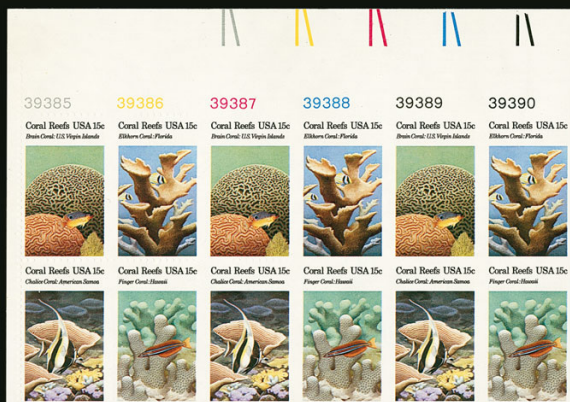 39385 39386 39387 39388 39389 39390
Coral Reefs USA 15c Coral Reefs USA 15c Coral Reefs USA 15c Coral Reefs USA 15c Coral Reefs USA 15c Coral Reefs USA 15c
Brain Coral: U.S. Virgin Islands Elkhorn Coral: Florida Brain Coral: U.S. Virgin Islands Elkhorn Coral: Florida Brain Coral: U.S. Virgin Islands Elkhorn Coral: Florida
Coral Reefs USA 15c Coral Reefs USA 15c Coral Reefs USA 15c Coral Reefs USA 15c Coral Reefs USA 15c Coral Reefs USA 15c
Chalice Coral: American Samoa Finger Coral: Hawaii Chalice Coral: American Samoa Finger Coral: Hawaii Chalice Coral: American Samoa Finger Coral: Hawaii